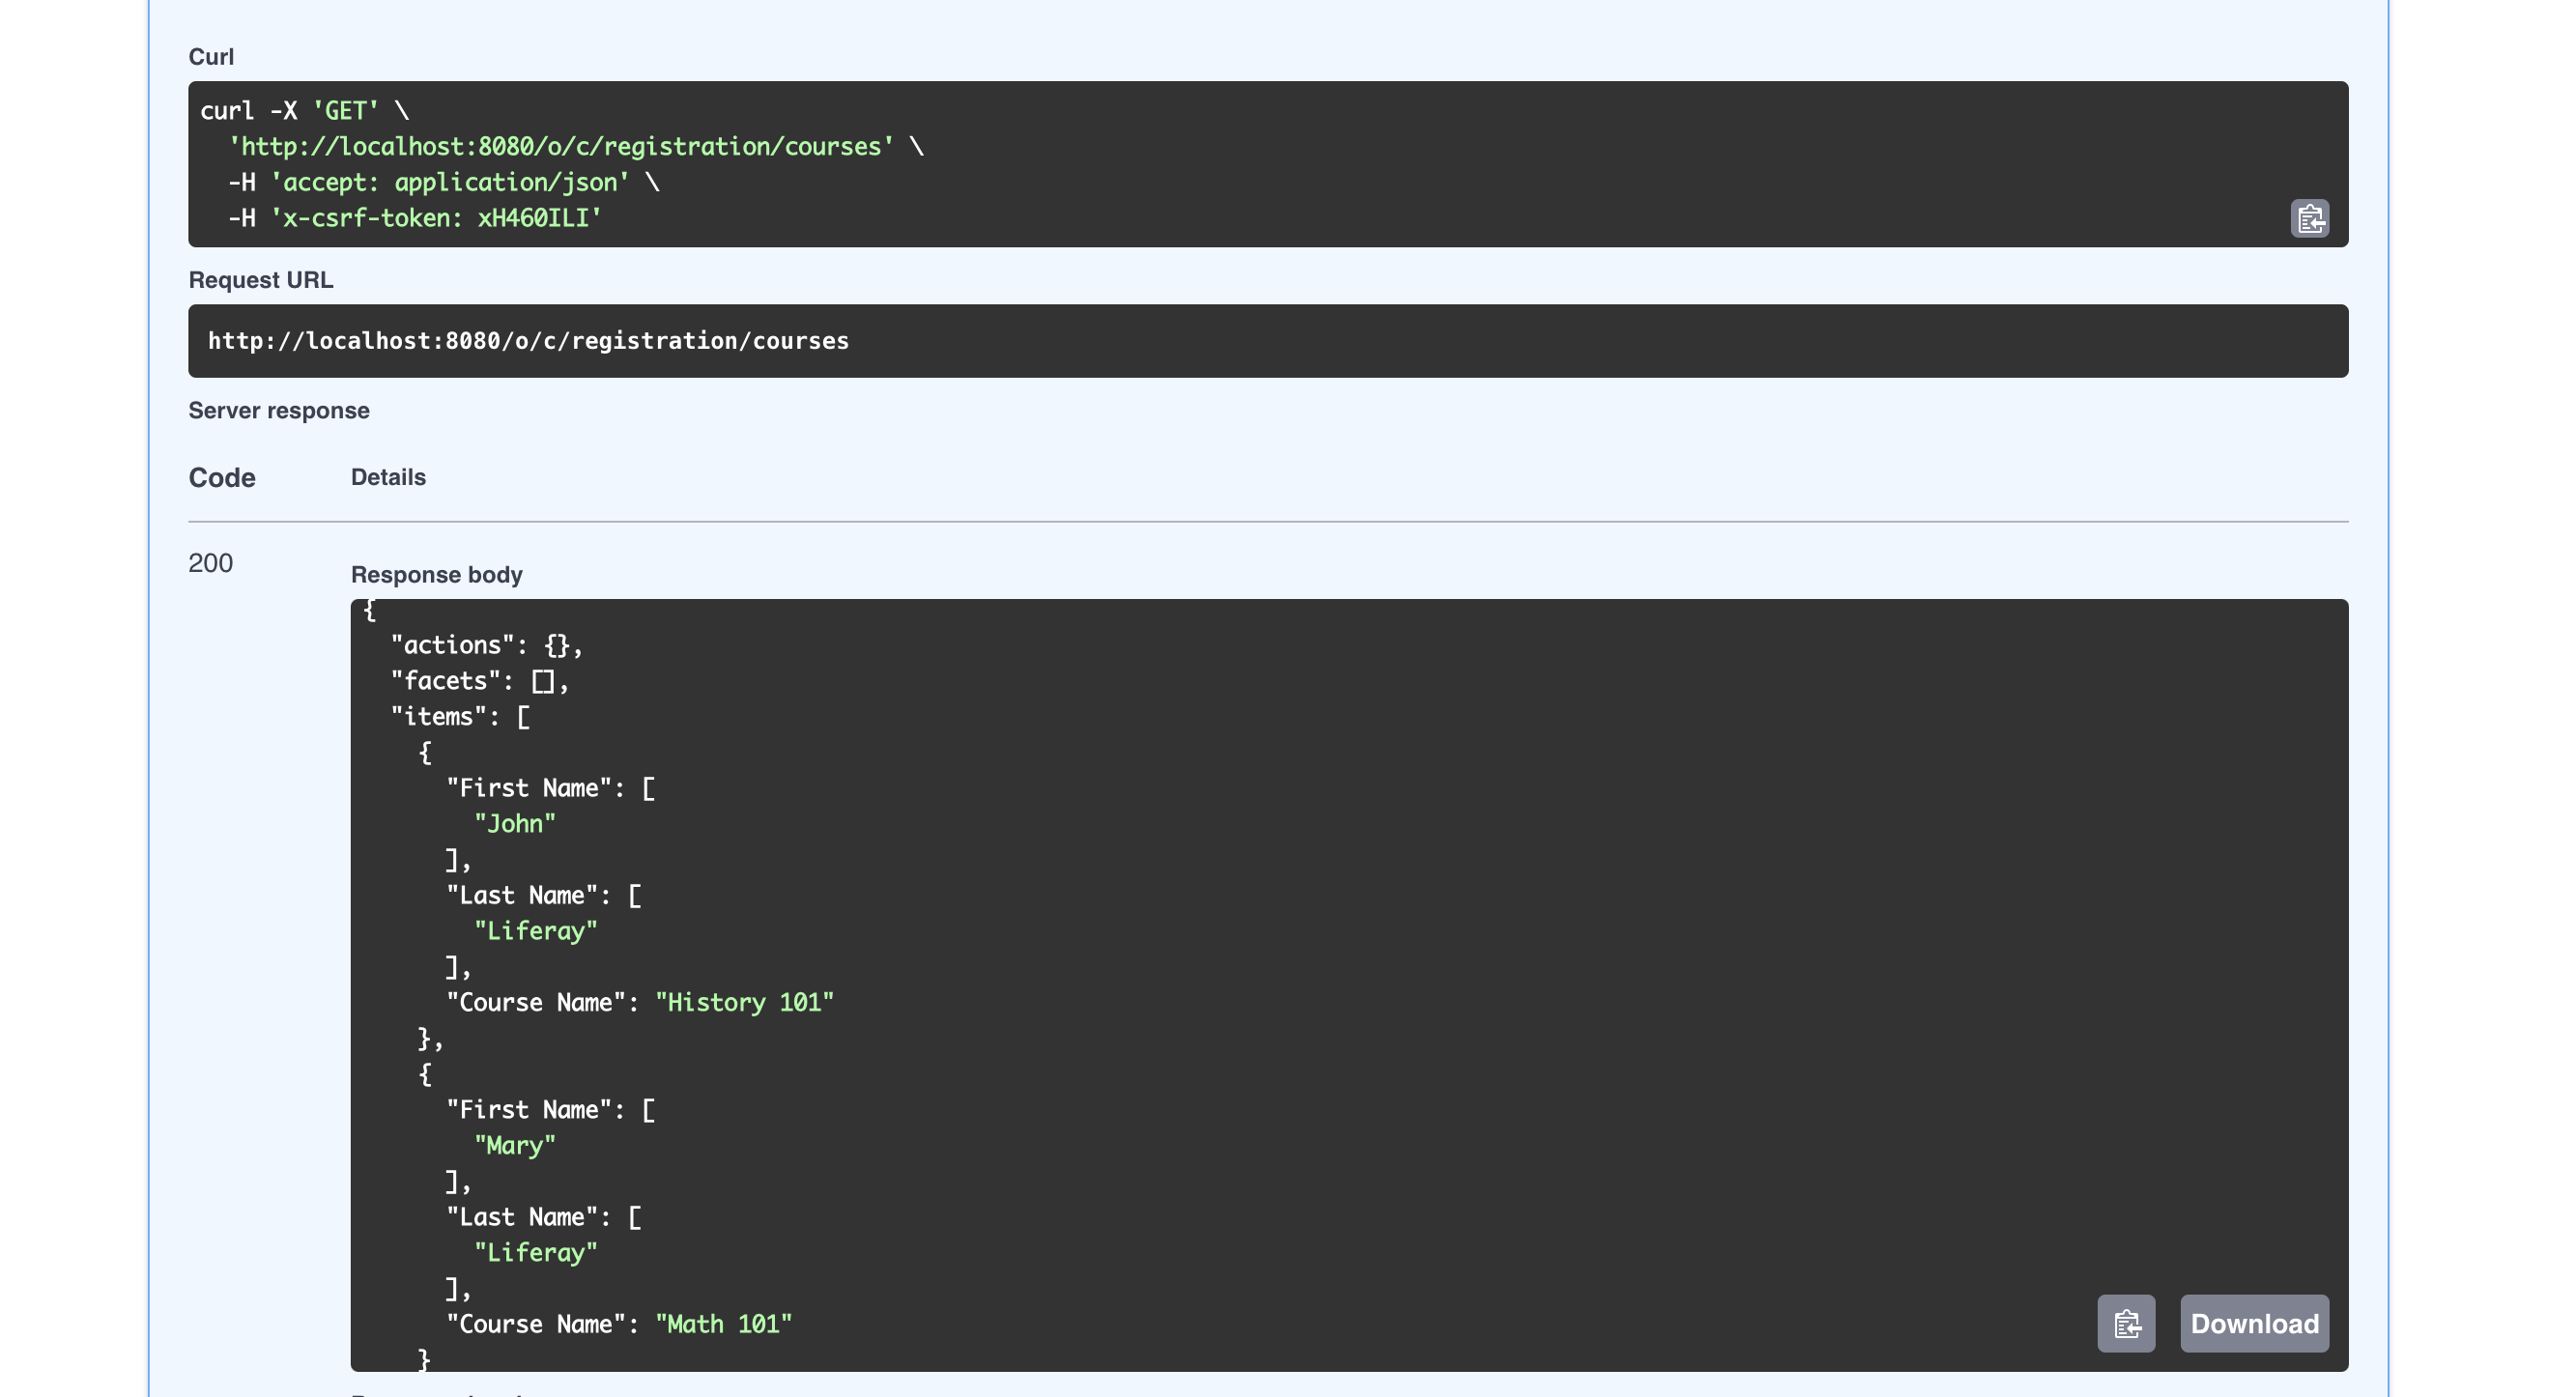 Curl
curl -X 'GET' \
'http://localhost:8080/o/c/registration/courses' \
-H 'accept: application/json' \
-H 'x-csrf-token: xH460ILI'
Request URL
http://localhost:8080/o/c/registration/courses
Server response
Code Details
200
Response body
{
"actions": {},
"facets": [],
"items": [
{
"First Name": [
"John"
],
"Last Name": [
"Liferay"
],
"Course Name": "History 101"
},
{
"First Name": [
"Mary"
],
"Last Name": [
"Liferay"
],
"Course Name": "Math 101"
}
Download